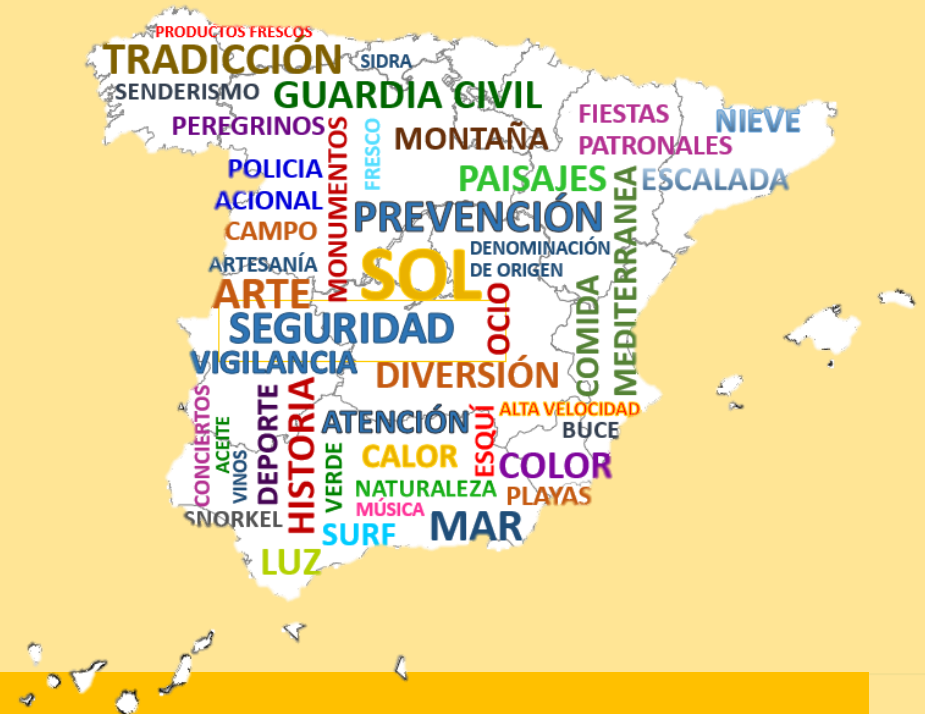 PRODUCTOS FRESCOS
TRADICCIÓN
SIDRA
SENDERISMO
GUARDIA CIVIL
FIESTAS
PATRONALES
NIEVE
PEREGRINOS
MONUMENTOS
FRESCO
MONTAÑA
POLICIA
ACIONAL
PAISAJES
ESCALADA
CAMPO
PREVENCIÓN
MEDITERRANEA
ARTESANÍA
SOL
DENOMINACIÓN
DE ORIGEN
ARTE
OCIO
COMIDA
SEGURIDAD
VIGILANCIA
DIVERSIÓN
CONCIERTOS
ACEITE
VINOS
DEPORTE
HISTORIA
ATENCIÓN
ESQUÍ
ALTA VELOCIDAD
BUCE
VERDE
CALOR
COLOR
NATURALEZA
PLAYAS
MÚSICA
SNORKEL
SURF
MAR
LUZ